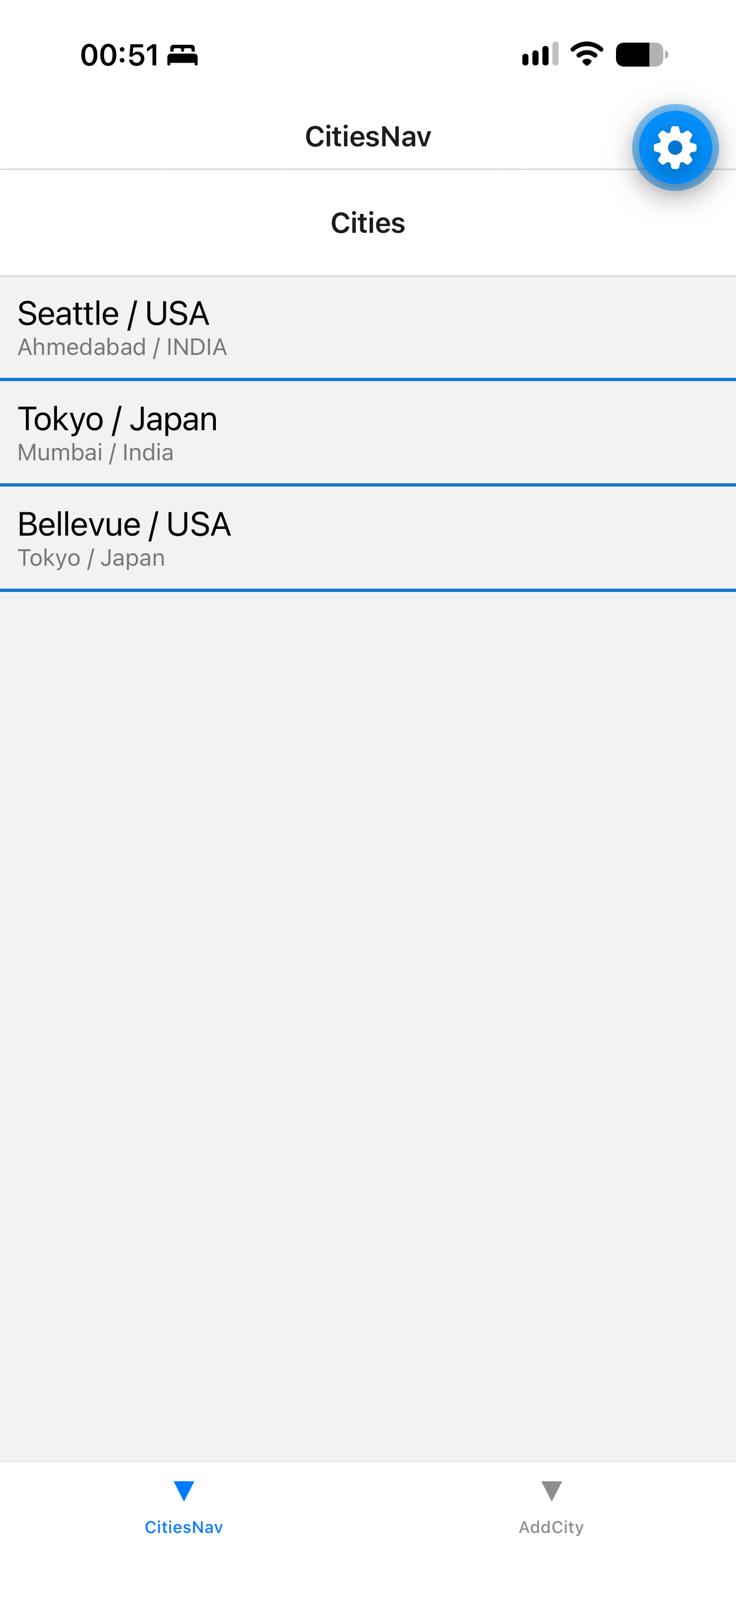 00:51
CitiesNav
Cities
Seattle / USA
Ahmedabad / INDIA
Tokyo / Japan
Mumbai / India
Bellevue / USA
Tokyo / Japan
CitiesNav
AddCity